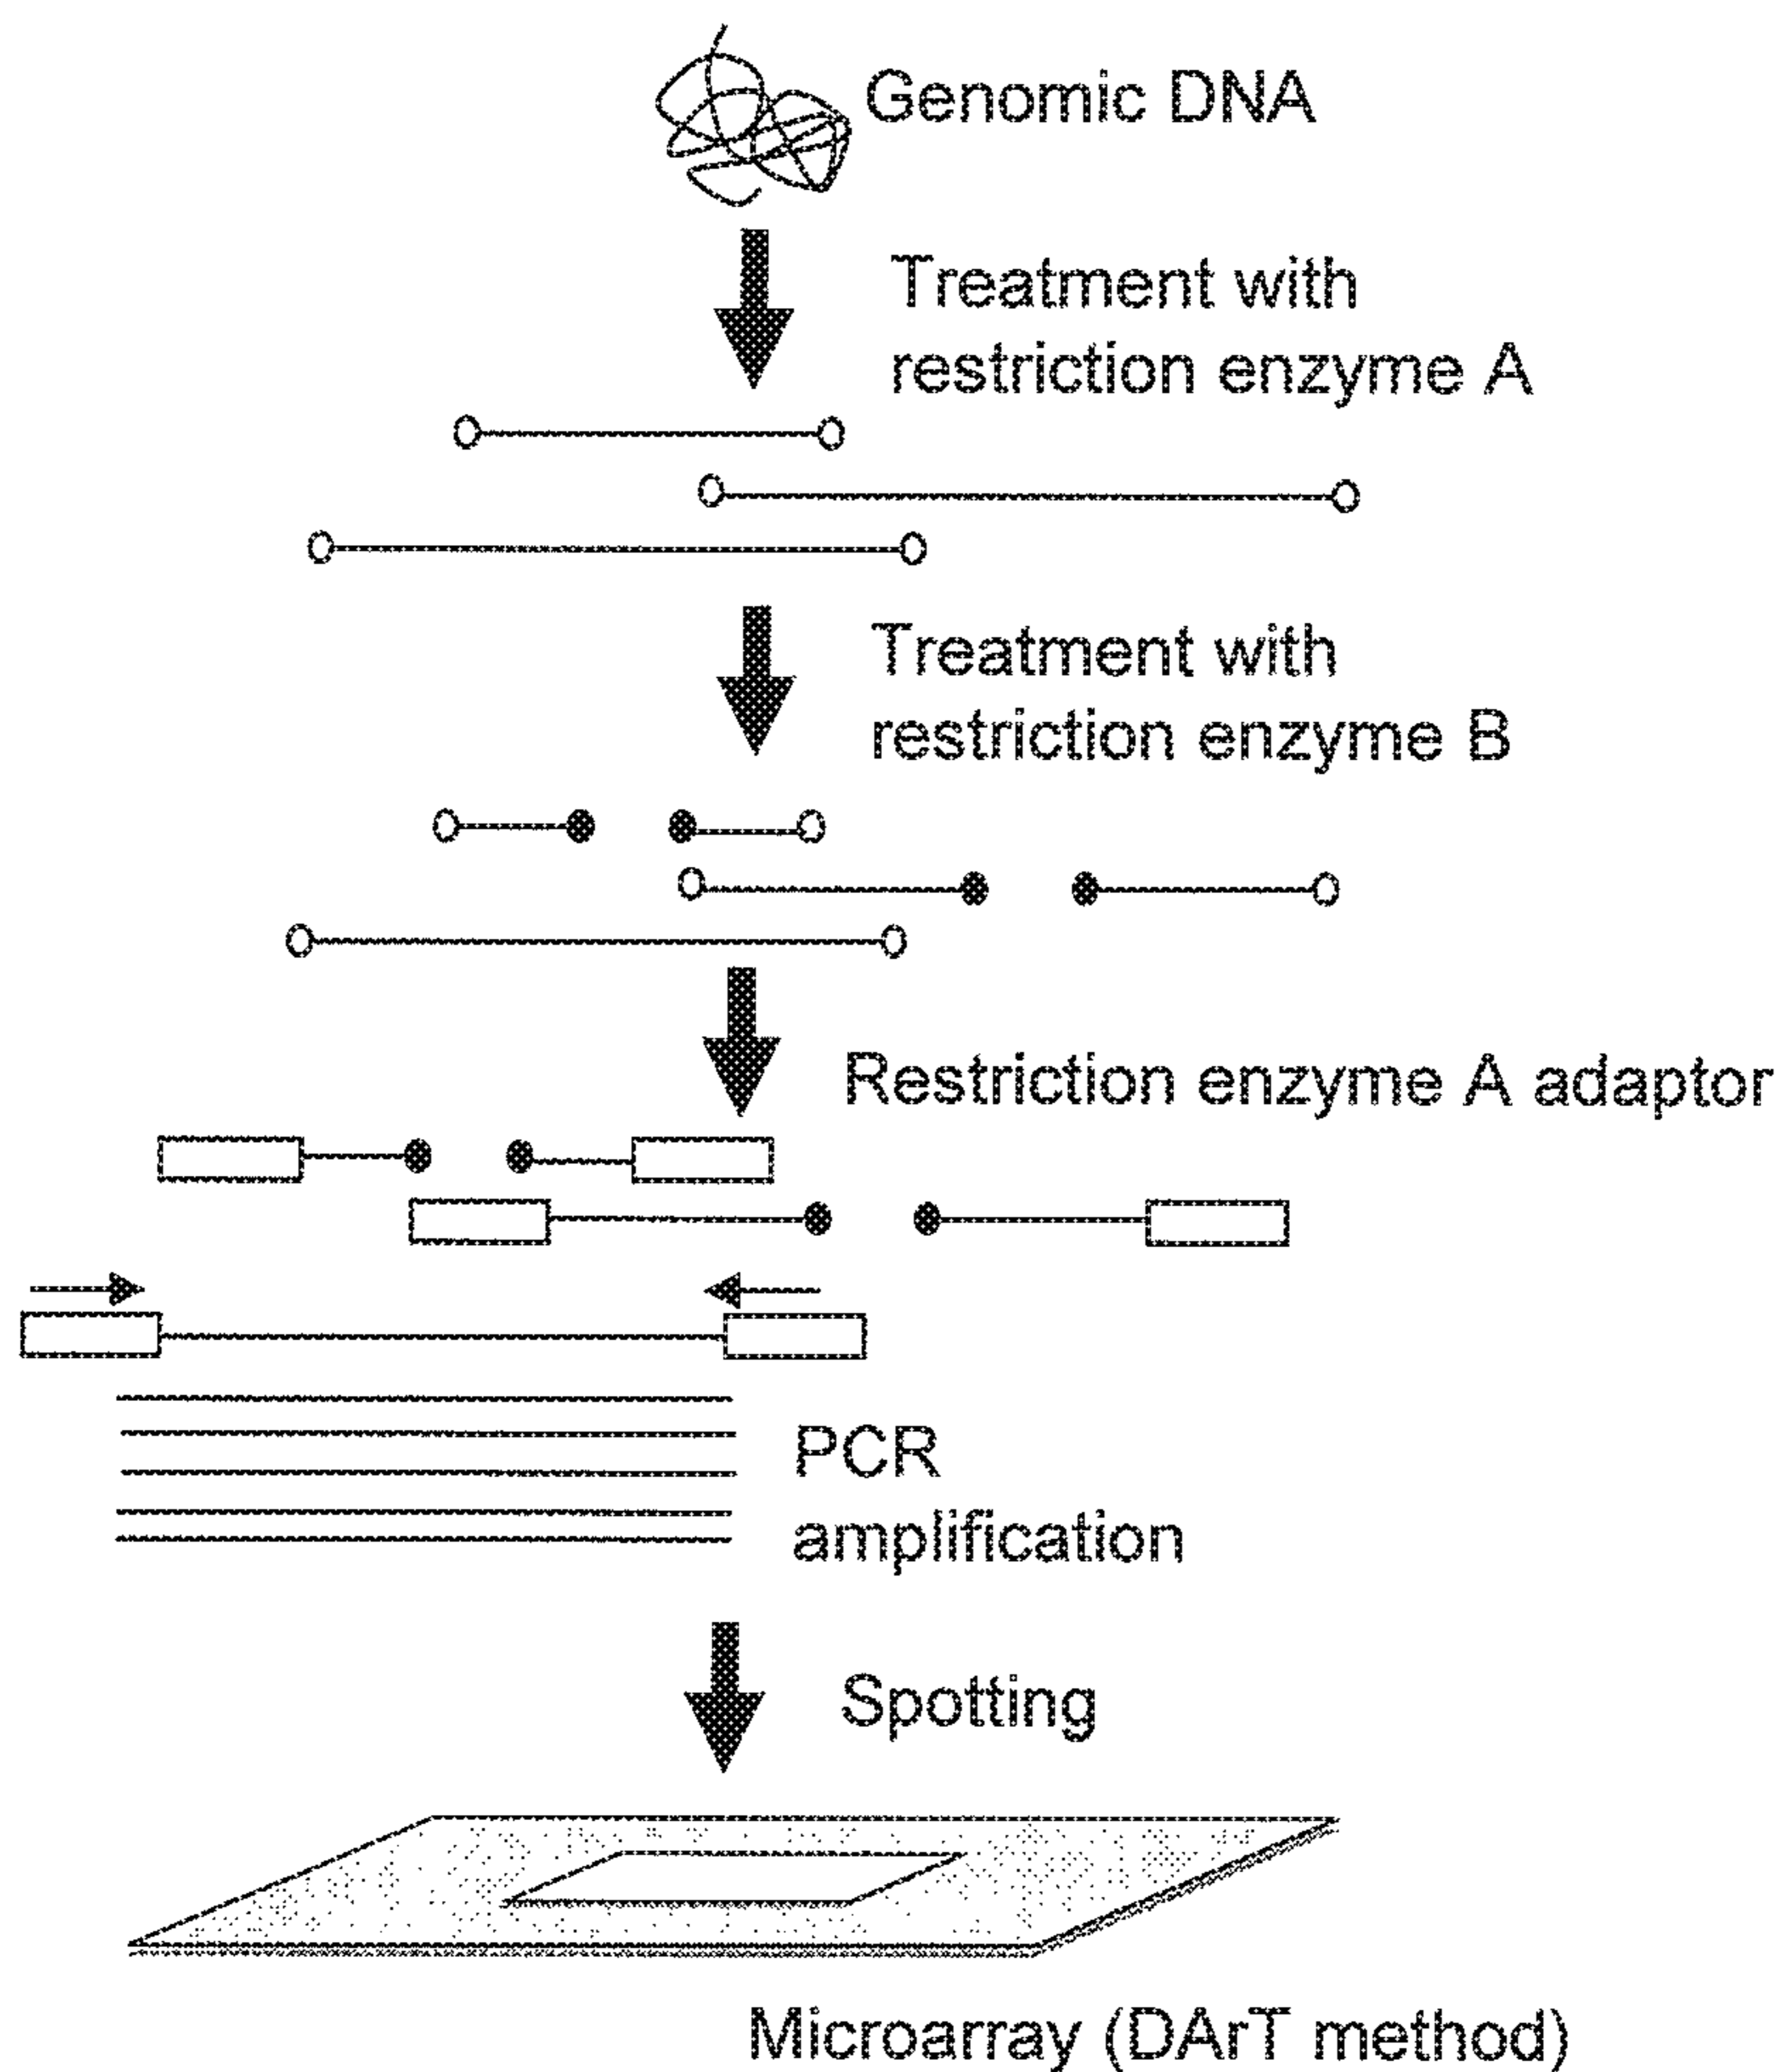 Genomic DNA
Treatment with
restriction enzyme A
Treatment with
restriction enzyme B
Restriction enzyme A adaptor
PCR
amplification
Spotting
Microarray (DArT method)